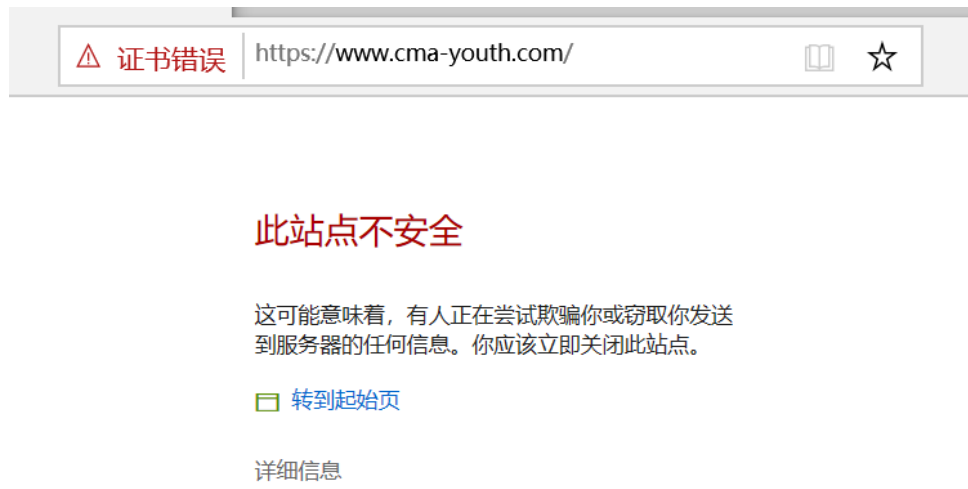 证书错误 https://www.cma-youth.com/
此站点不安全
这可能意味着，有人正在尝试欺骗你或窃取你发送
到服务器的任何信息。你应该立即关闭此站点。
转到起始页
详细信息